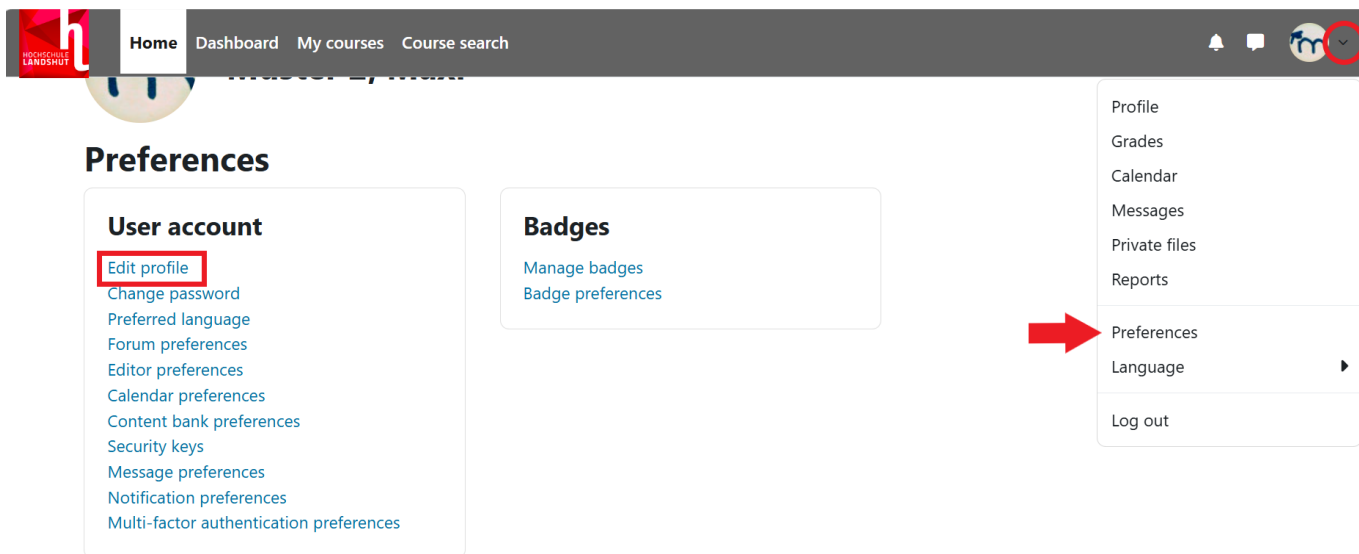 HOCHSCHULE
LANDSHUT
Home Dashboard My courses Course search
Preferences
User account
Edit profile
Change password
Preferred language
Forum preferences
Editor preferences
Calendar preferences
Content bank preferences
Security keys
Message preferences
Notification preferences
Multi-factor authentication preferences
Badges
Manage badges
Badge preferences
Profile
Grades
Calendar
Messages
Private files
Reports
Preferences
Language
Log out